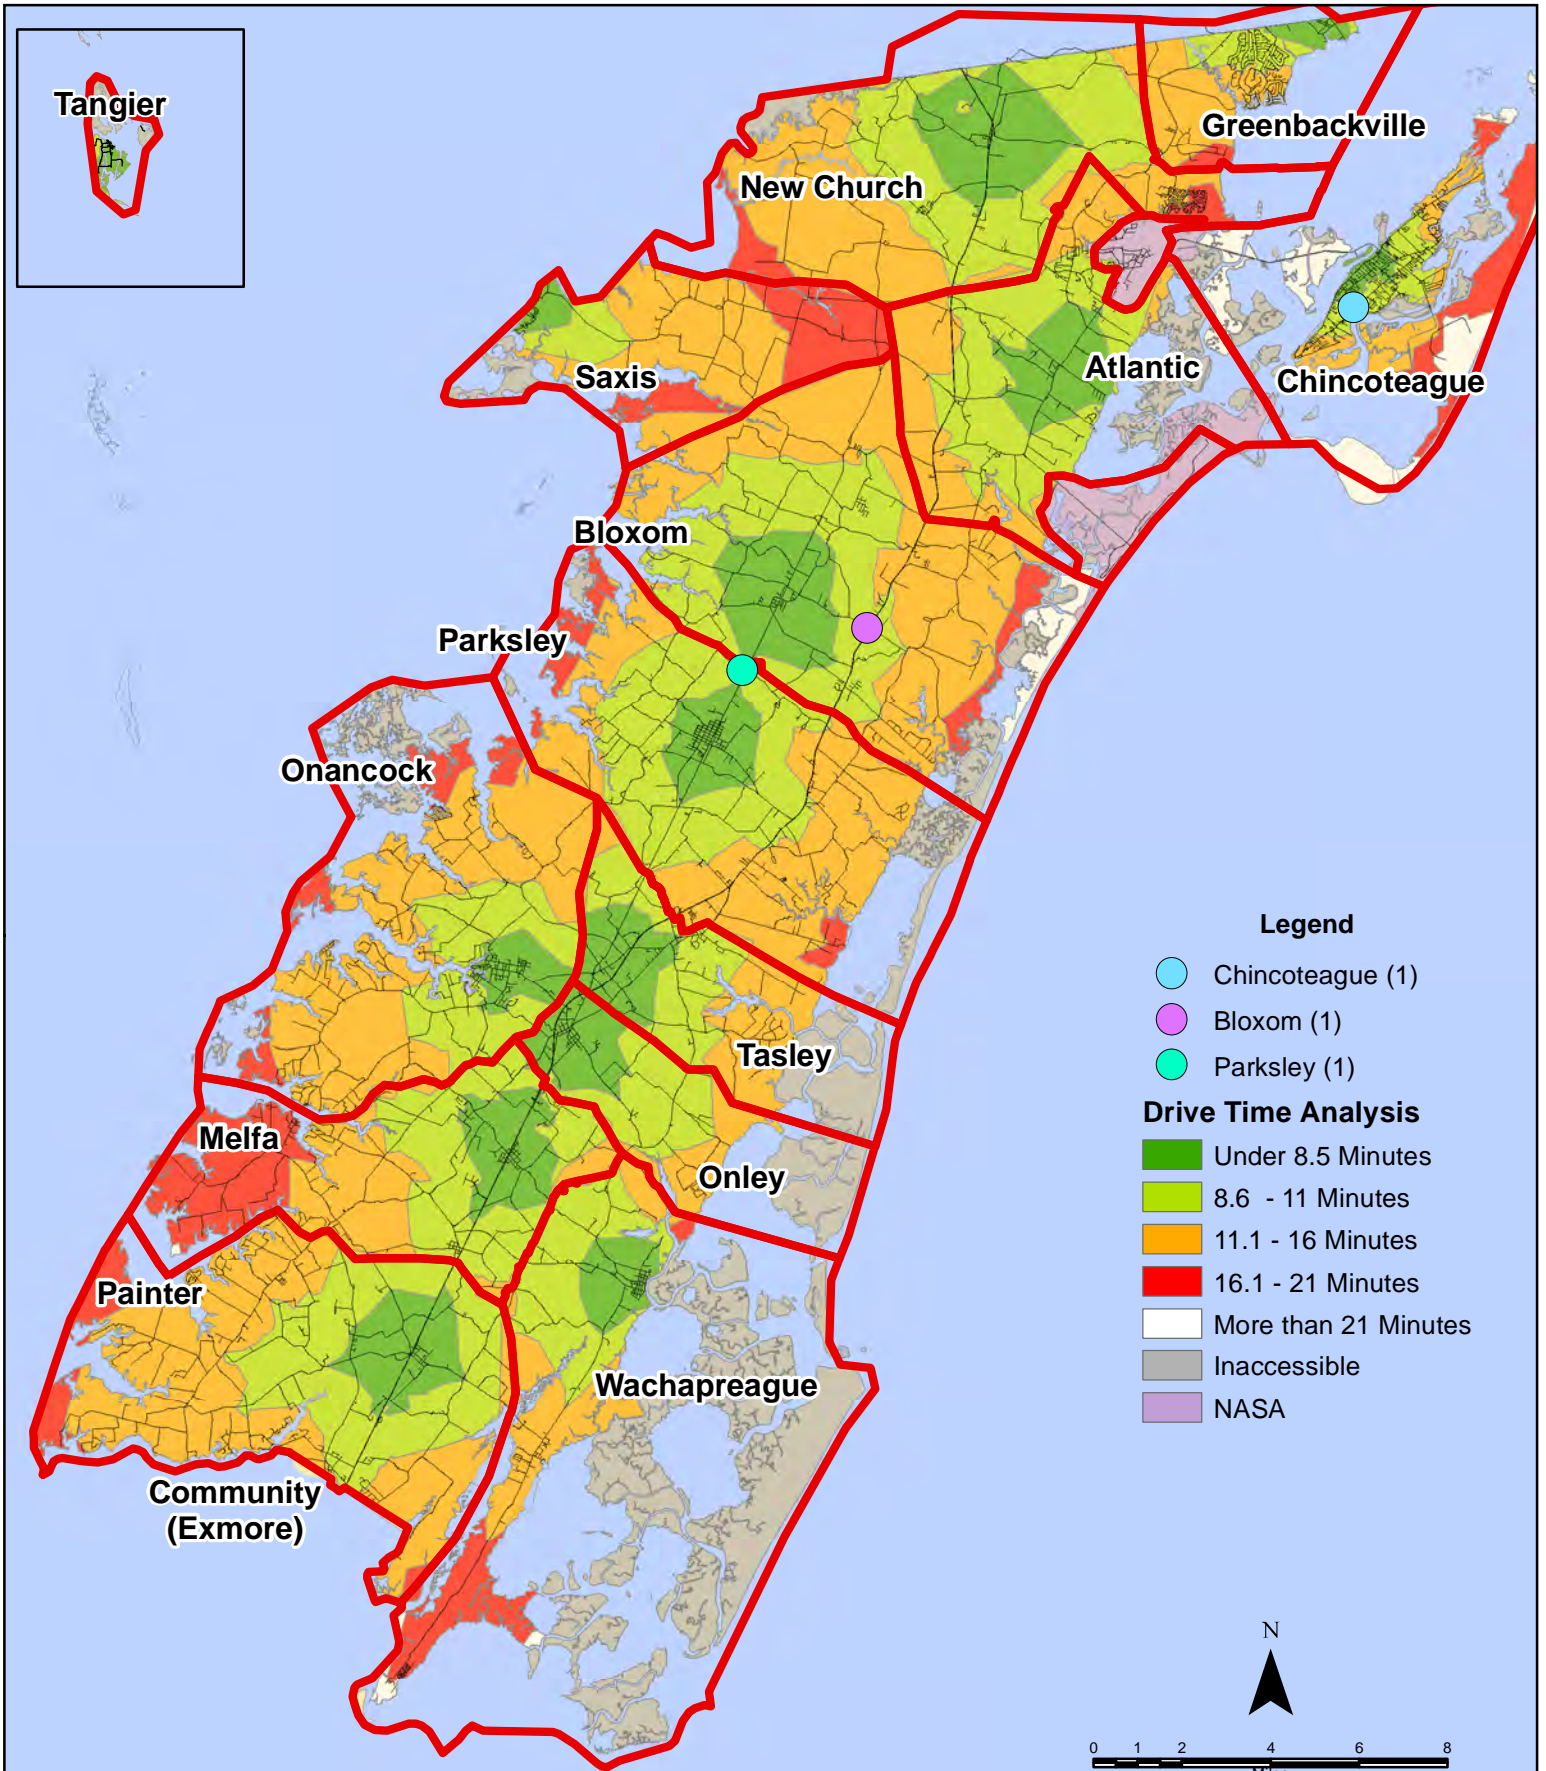 Tangier
Greenbackville
New Church
Atlantic
Chincoteague
Saxis
Bloxom
Parksley
Onancock
Tasley
Melfa
Onley
Painter
Wachapreague
Community
(Exmore)
Legend
Chincoteague (1)
Bloxom (1)
Parksley (1)
Drive Time Analysis
Under 8.5 Minutes
8.6 - 11 Minutes
11.1 - 16 Minutes
16.1 - 21 Minutes
More than 21 Minutes
Inaccessible
NASA
N
0 1 2 4 6 8